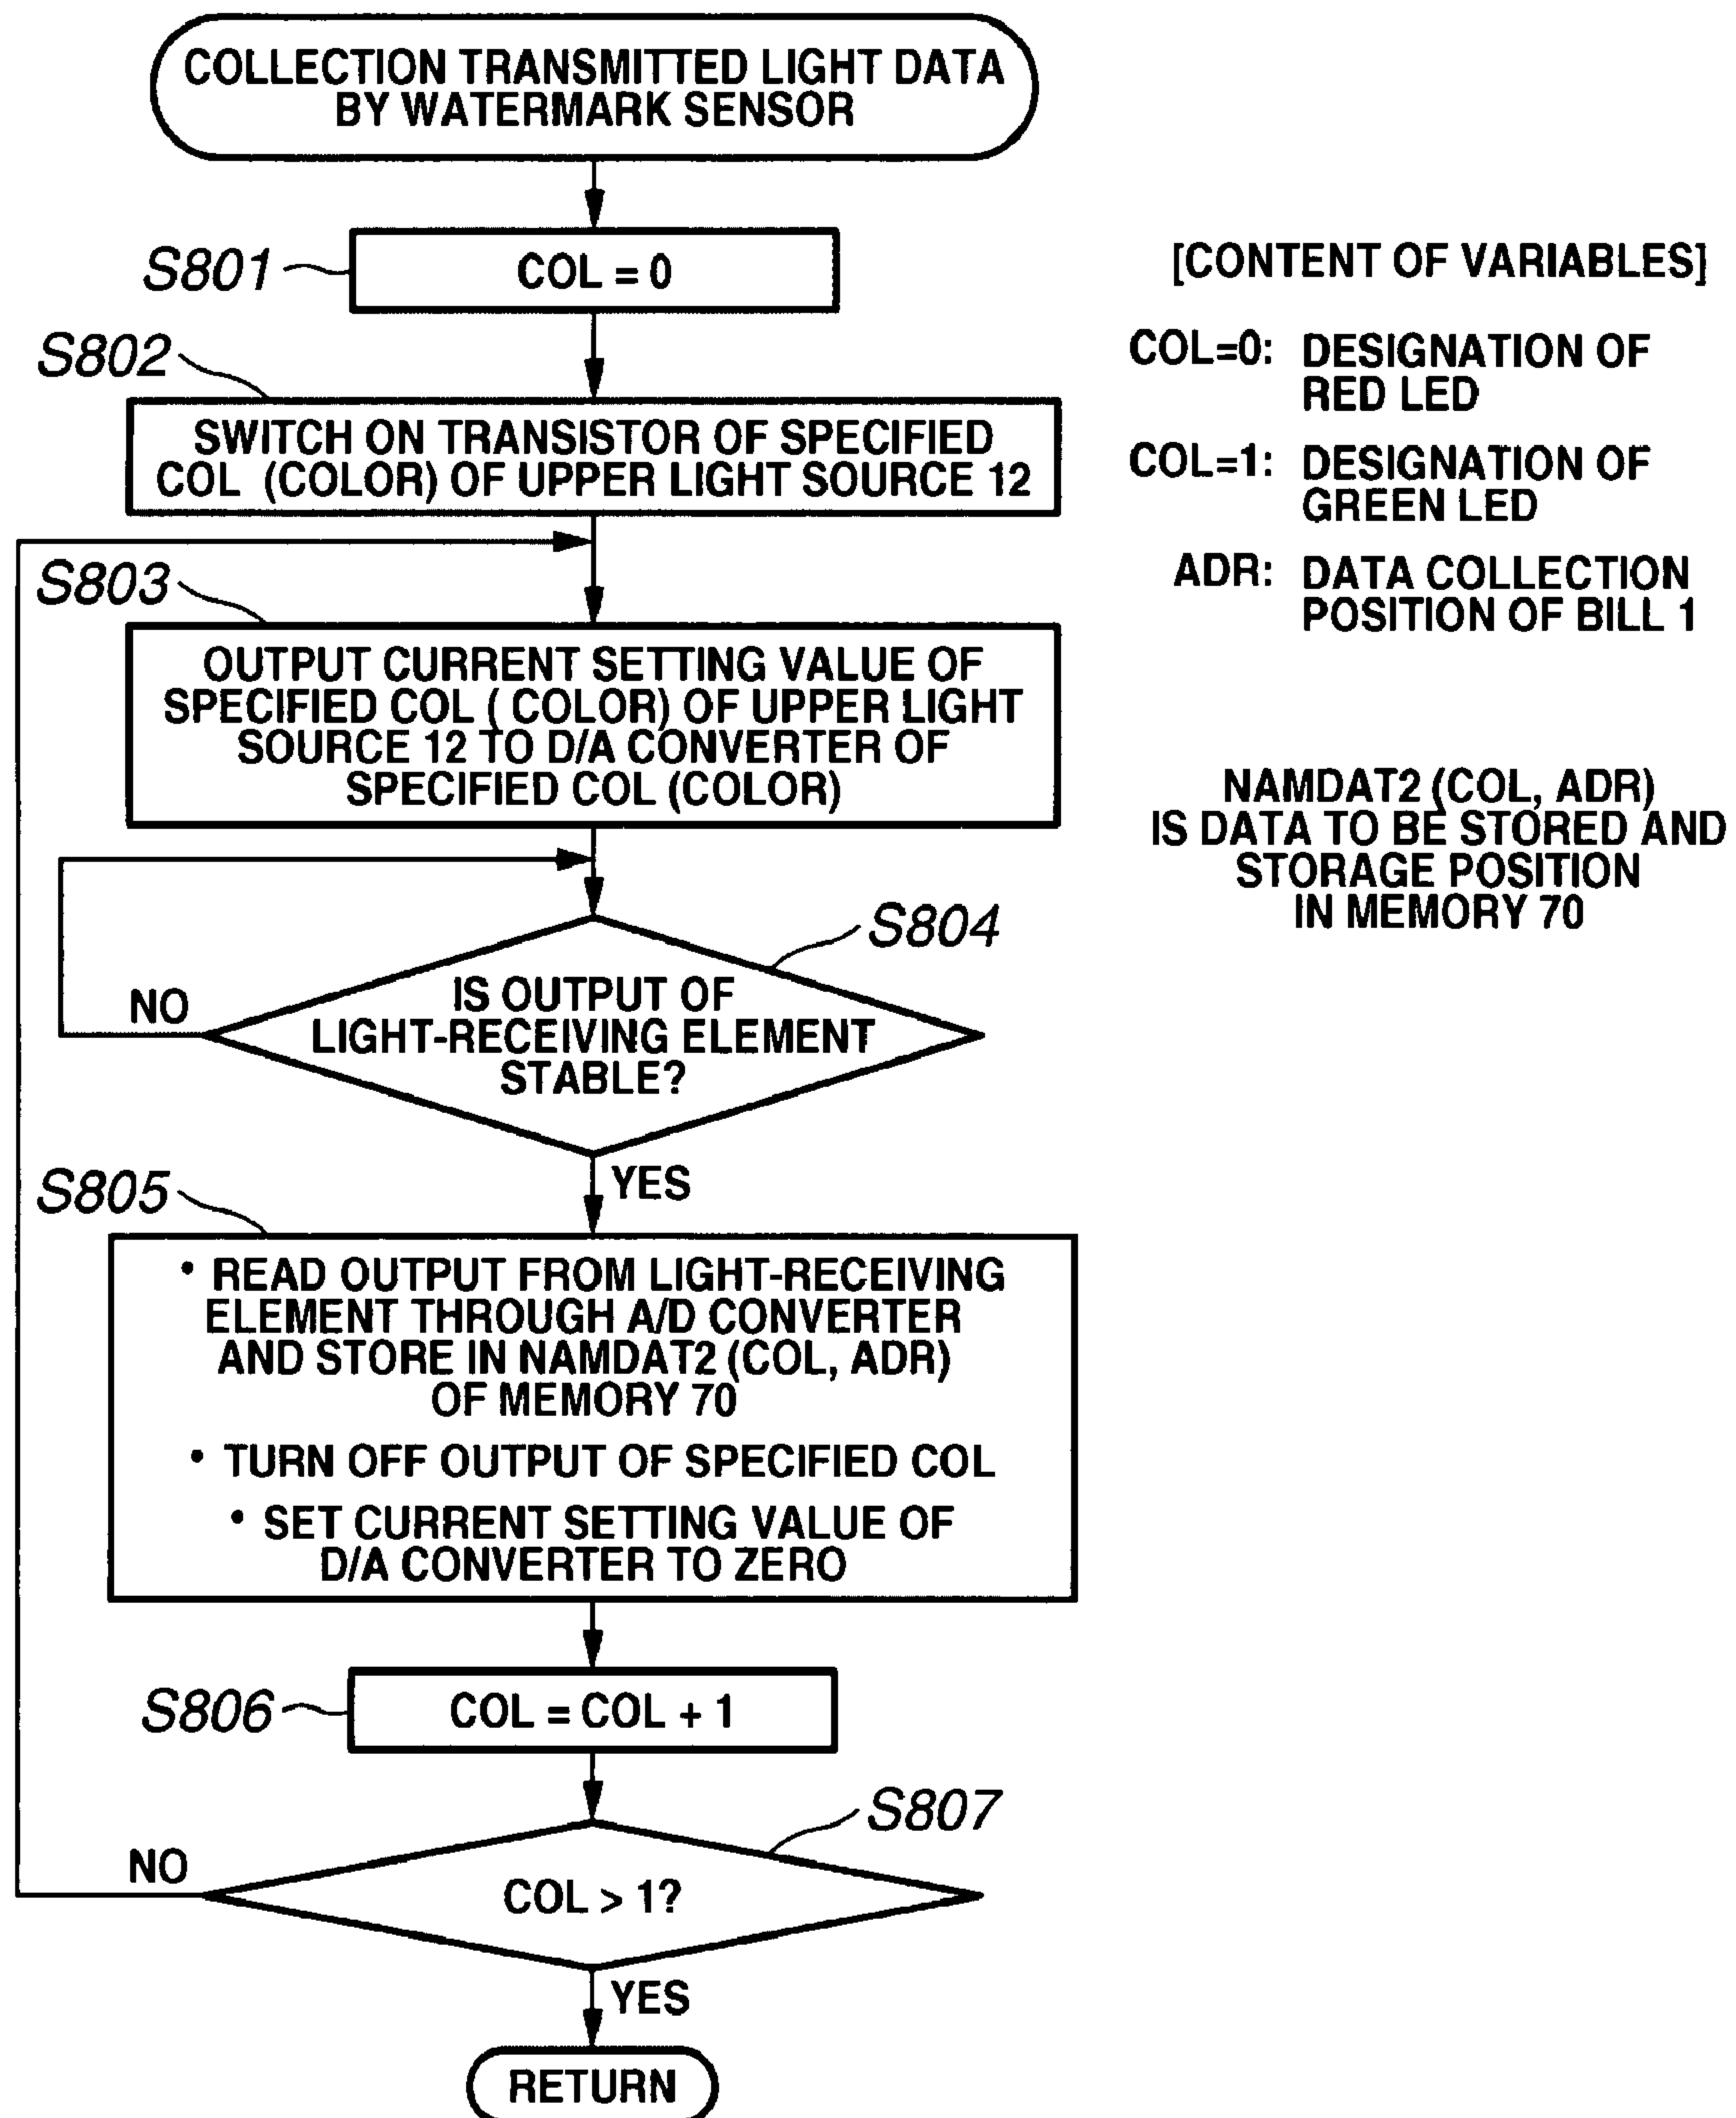 COLLECTION TRANSMITTED LIGHT DATA
BY WATERMARK SENSOR
S801
COL = 0
S802
SWITCH ON TRANSISTOR OF SPECIFIED
COL (COLOR) OF UPPER LIGHT SOURCE 12
S803
OUTPUT CURRENT SETTING VALUE OF
SPECIFIED COL ( COLOR) OF UPPER LIGHT
SOURCE 12 TO D/A CONVERTER OF
SPECIFIED COL (COLOR)
S804
IS OUTPUT OF
LIGHT-RECEIVING ELEMENT
STABLE?
NO
YES
S805
• READ OUTPUT FROM LIGHT-RECEIVING
ELEMENT THROUGH A/D CONVERTER
AND STORE IN NAMDAT2 (COL, ADR)
OF MEMORY 70
• TURN OFF OUTPUT OF SPECIFIED COL
• SET CURRENT SETTING VALUE OF
D/A CONVERTER TO ZERO
S806
COL = COL + 1
S807
COL > 1?
NO
YES
RETURN
[CONTENT OF VARIABLES]
COL=0: DESIGNATION OF
RED LED
COL=1: DESIGNATION OF
GREEN LED
ADR: DATA COLLECTION
POSITION OF BILL 1
NAMDAT2 (COL, ADR)
IS DATA TO BE STORED AND
STORAGE POSITION
IN MEMORY 70